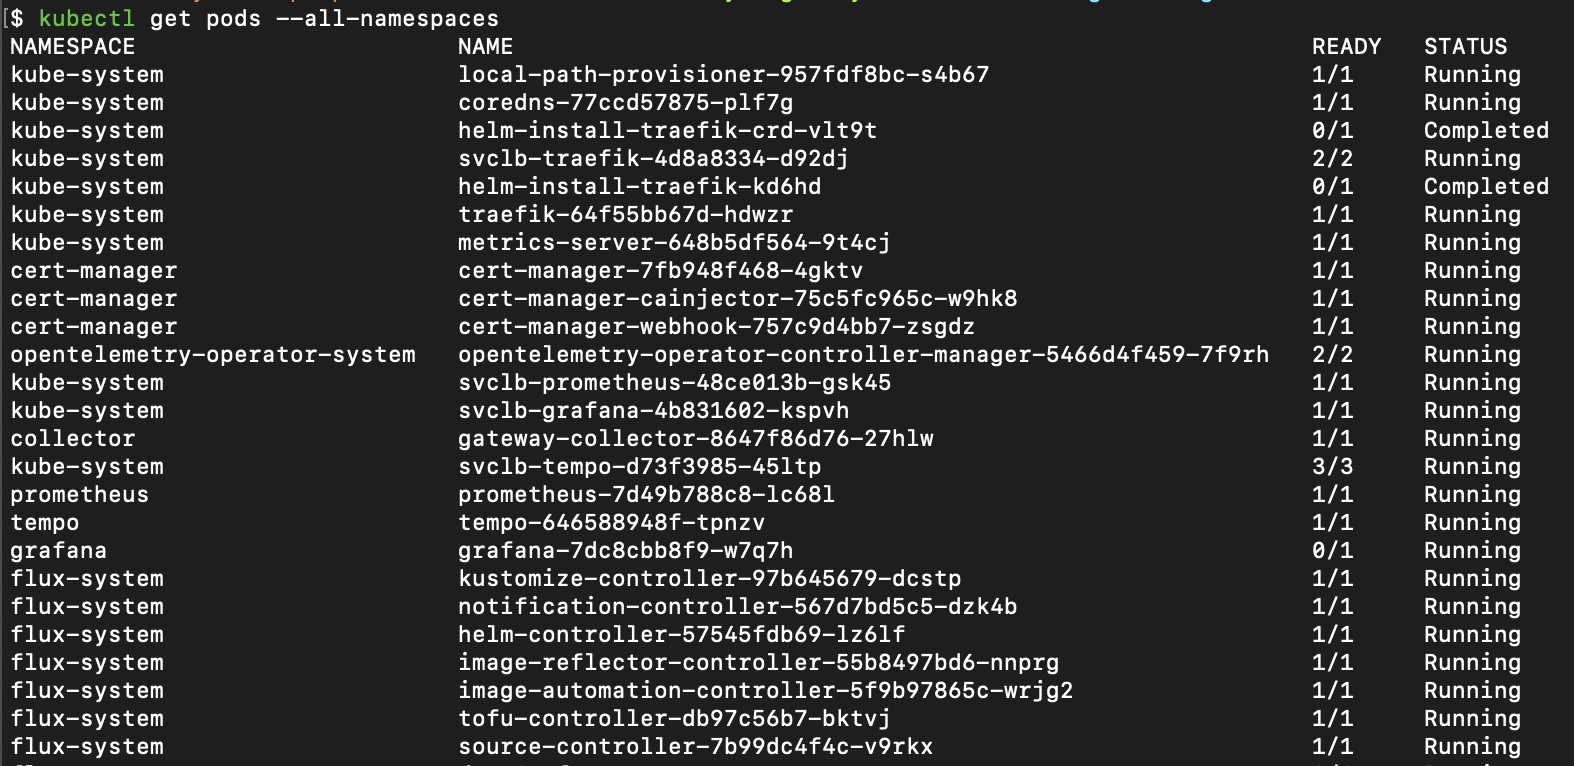 $ kubectl get pods --all-namespaces
NAMESPACE NAME READY STATUS
kube-system local-path-provisioner-957fdf8bc-s4b67 1/1 Running
kube-system coredns-77ccd57875-plf7g 1/1 Running
kube-system helm-install-traefik-crd-vlt9t 0/1 Completed
kube-system svclb-traefik-4d8a8334-d92dj 2/2 Running
kube-system helm-install-traefik-kd6hd 0/1 Completed
kube-system traefik-64f55bb67d-hdwzr 1/1 Running
kube-system metrics-server-648b5df564-9t4cj 1/1 Running
cert-manager cert-manager-7fb948f468-4gktv 1/1 Running
cert-manager cert-manager-cainjector-75c5fc965c-w9hk8 1/1 Running
cert-manager cert-manager-webhook-757c9d4bb7-zsgdz 1/1 Running
opentelemetry-operator-system opentelemetry-operator-controller-manager-5466d4f459-7f9rh 2/2 Running
kube-system svclb-prometheus-48ce013b-gsk45 1/1 Running
kube-system svclb-grafana-4b831602-kspvh 1/1 Running
collector gateway-collector-8647f86d76-27hlw 1/1 Running
kube-system svclb-tempo-d73f3985-45ltp 3/3 Running
prometheus prometheus-7d49b788c8-lc68l 1/1 Running
tempo tempo-646588948f-tpnzv 1/1 Running
grafana grafana-7dc8cbb8f9-w7q7h 0/1 Running
flux-system kustomize-controller-97b645679-dcstp 1/1 Running
flux-system notification-controller-567d7bd5c5-dzk4b 1/1 Running
flux-system helm-controller-57545fdb69-lz6lf 1/1 Running
flux-system image-reflector-controller-55b8497bd6-nnprg 1/1 Running
flux-system image-automation-controller-5f9b97865c-wrjg2 1/1 Running
flux-system tofu-controller-db97c56b7-bktvj 1/1 Running
flux-system source-controller-7b99dc4f4c-v9rkx 1/1 Running